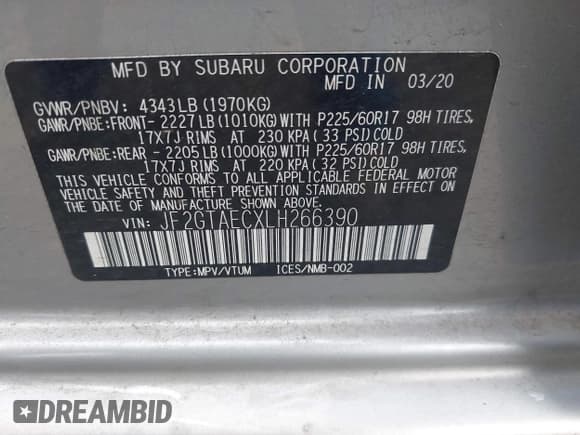 MFD BY SUBARU CORPORATION
MFD IN 03/20
GVWR/PNBV: 4343LB(1970KG)
GAWR/PNBE:FRONT-2227LB(1010KG)WITH P225/60R17 98H TIRES,
17X7J RIMS AT 230 KPA(33 PSI)COLD
GAWR/PNBE:REAR -2205LB(1000KG)WITH P225/60R17 98H TIRES,
17X7J RIMS AT 220 KPA(32 PSI)COLD
THIS VEHICLE CONFORMS TO ALL APPLICABLE FEDERAL MOTOR
VEHICLE SAFETY AND THEFT PREVENTION STANDARDS IN EFFECT ON
THE DATE OF MANUFACTURE SHOWN ABOVE.
VIN: JF2GTAECXLH266390
TYPE:MPV/VTUM ICES/NMB-002
DREAMBID